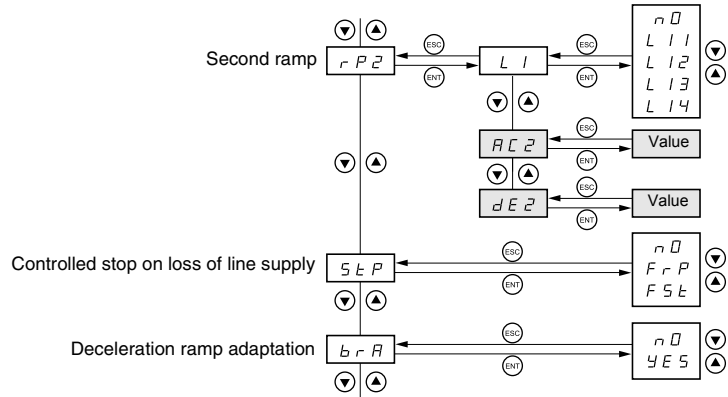 Second ramp
ESC
ENT
rP2
LI
ESC
ENT
nO
LI1
LI2
LI3
LI4
AC2
ESC
ENT
Value
dE2
ESC
ENT
Value
Controlled stop on loss of line supply
StP
ESC
ENT
nO
FrP
FSt
Deceleration ramp adaptation
brA
ESC
ENT
nO
YES